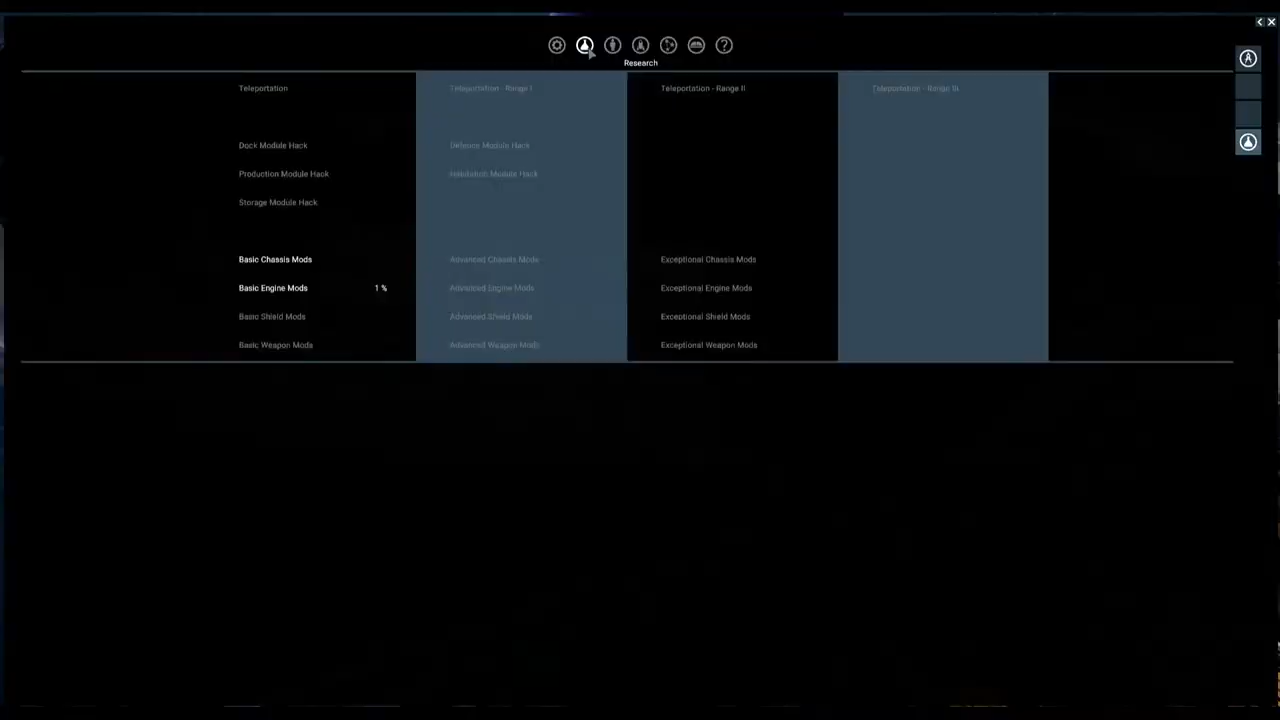 Research
Teleportation Teleportation - Range I Teleportation - Range II Teleportation - Range III
Dock Module Hack Defence Module Hack
Production Module Hack Habitation Module Hack
Storage Module Hack
Basic Chassis Mods Advanced Chassis Mods Exceptional Chassis Mods
Basic Engine Mods 1 % Advanced Engine Mods Exceptional Engine Mods
Basic Shield Mods Advanced Shield Mods Exceptional Shield Mods
Basic Weapon Mods Advanced Weapon Mods Exceptional Weapon Mods